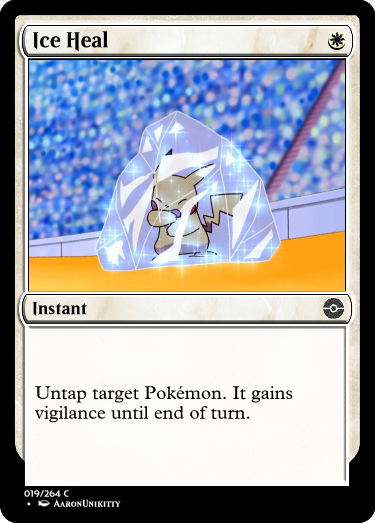 Ice Heal
Instant
Untap target Pokémon. It gains
vigilance until end of turn.
019/264 C
• AaronUnikitty